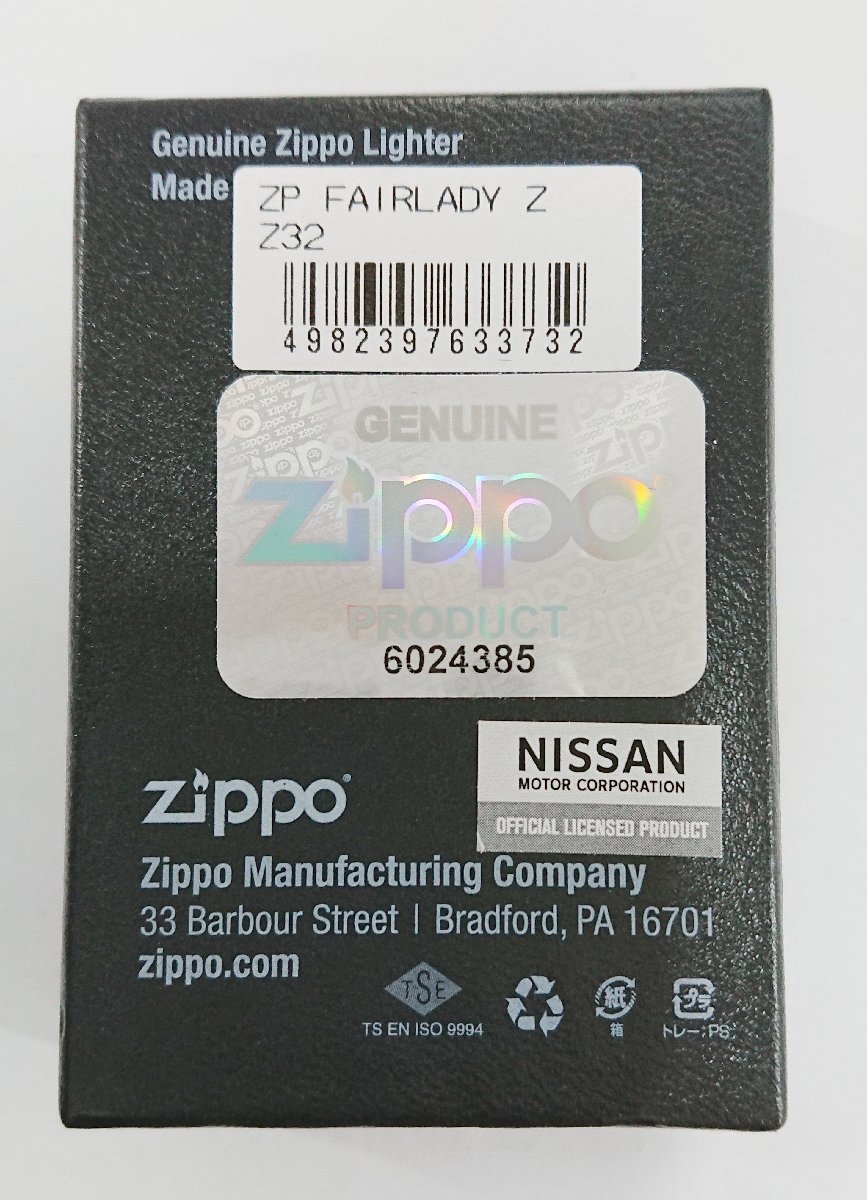 Genuine Zippo Lighter
Made
ZP FAIRLADY Z
Z32
4982397633732
GENUINE
zippo
PRODUCT
6024385
NISSAN
MOTOR CORPORATION
OFFICIAL LICENSED PRODUCT
zippo
Zippo Manufacturing Company
33 Barbour Street | Bradford, PA 16701
zippo.com
TSE
TS EN ISO 9994
紙
箱
プラ
トレー:PS